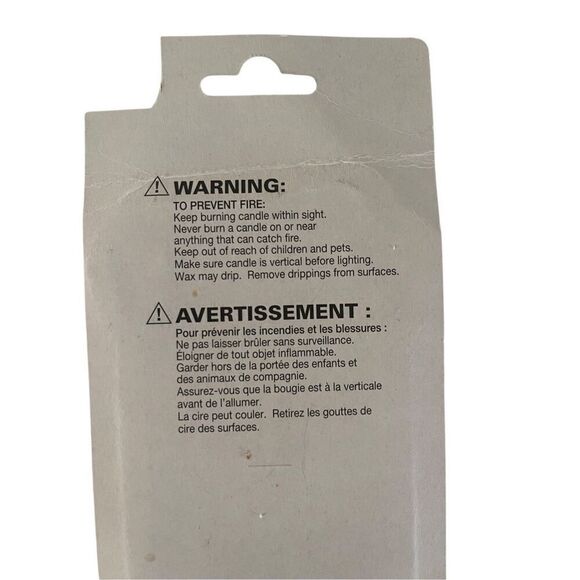 WARNING:
TO PREVENT FIRE:
Keep burning candle within sight.
Never burn a candle on or near
anything that can catch fire.
Keep out of reach of children and pets.
Make sure candle is vertical before lighting.
Wax may drip. Remove drippings from surfaces.
AVERTISSEMENT :
Pour prévenir les incendies et les blessures :
Ne pas laisser brûler sans surveillance.
Éloigner de tout objet inflammable.
Garder hors de la portée des enfants et
des animaux de compagnie.
Assurez-vous que la bougie est à la verticale
avant de l'allumer.
La cire peut couler. Retirez les gouttes de
cire des surfaces.